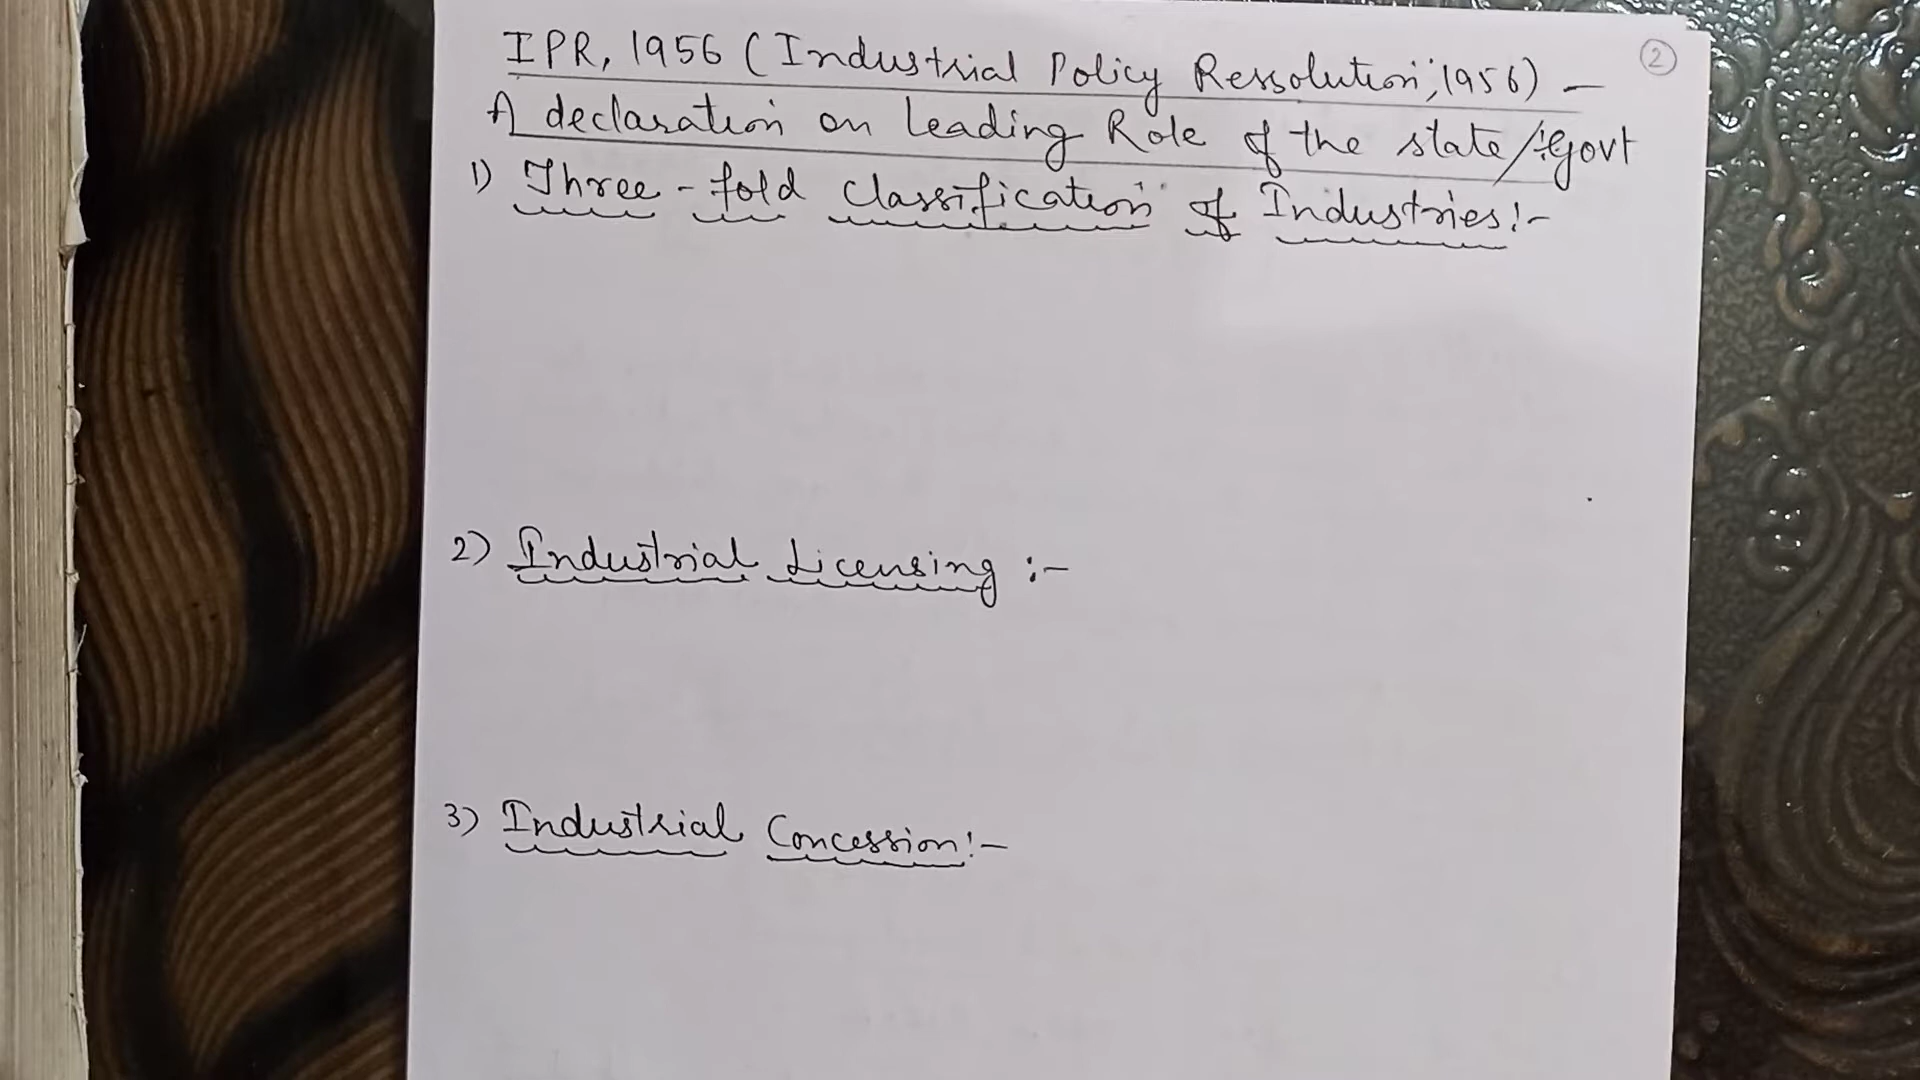 2
IPR, 1956 (Industrial Policy Ressolution, 1956) –
A declaration on leading Role of the state/Govt
1) Three-fold Classification of Industries:-
2) Industrial Licensing :-
3) Industrial Concession:-